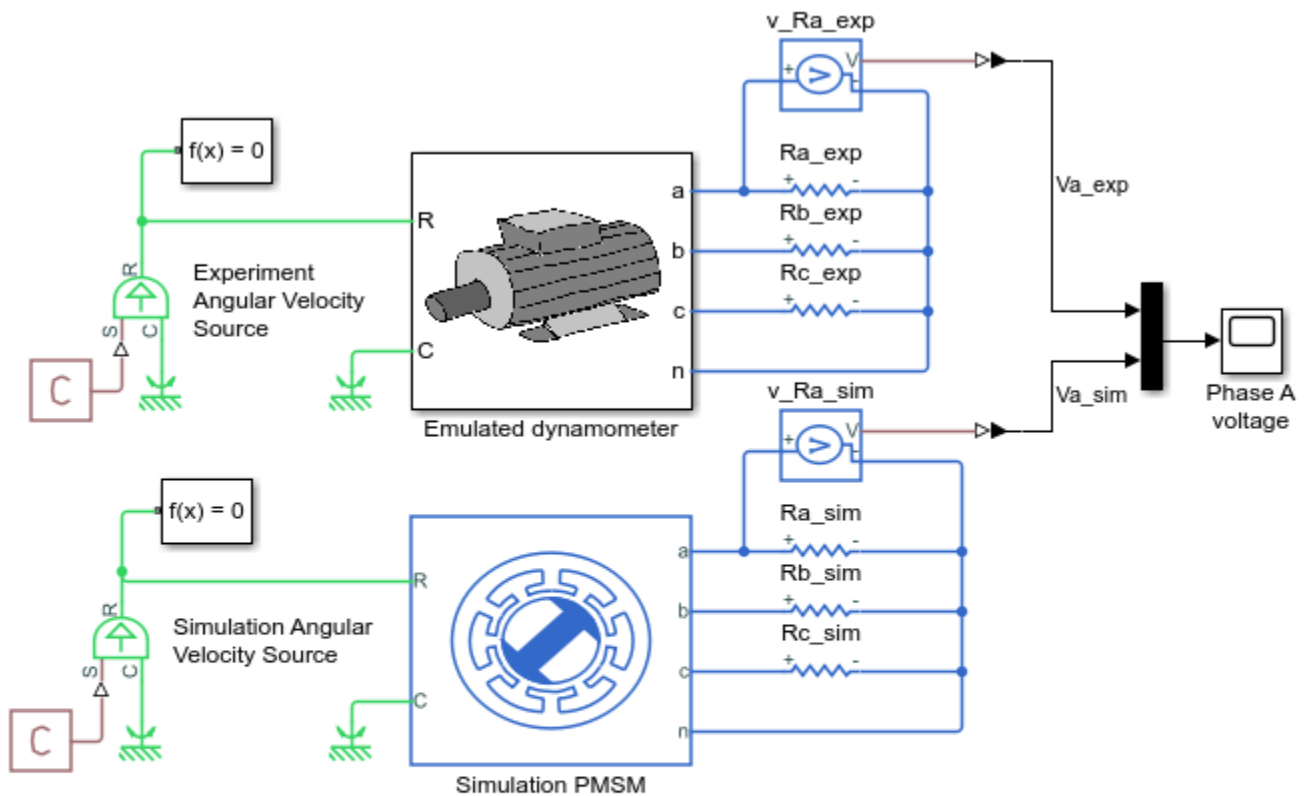 v_Ra_exp
+
V
V
-
f(x) = 0
Ra_exp
+
-
a
Va_exp
R
Rb_exp
+
-
b
R
Experiment
Angular Velocity
Source
Rc_exp
+
-
c
S
C
C
C
n
Emulated dynamometer
v_Ra_sim
Va_sim
Phase A
voltage
+
V
V
-
f(x) = 0
Ra_sim
+
-
a
R
Rb_sim
+
-
b
R
Simulation Angular
Velocity Source
Rc_sim
+
-
c
S
C
C
C
n
Simulation PMSM